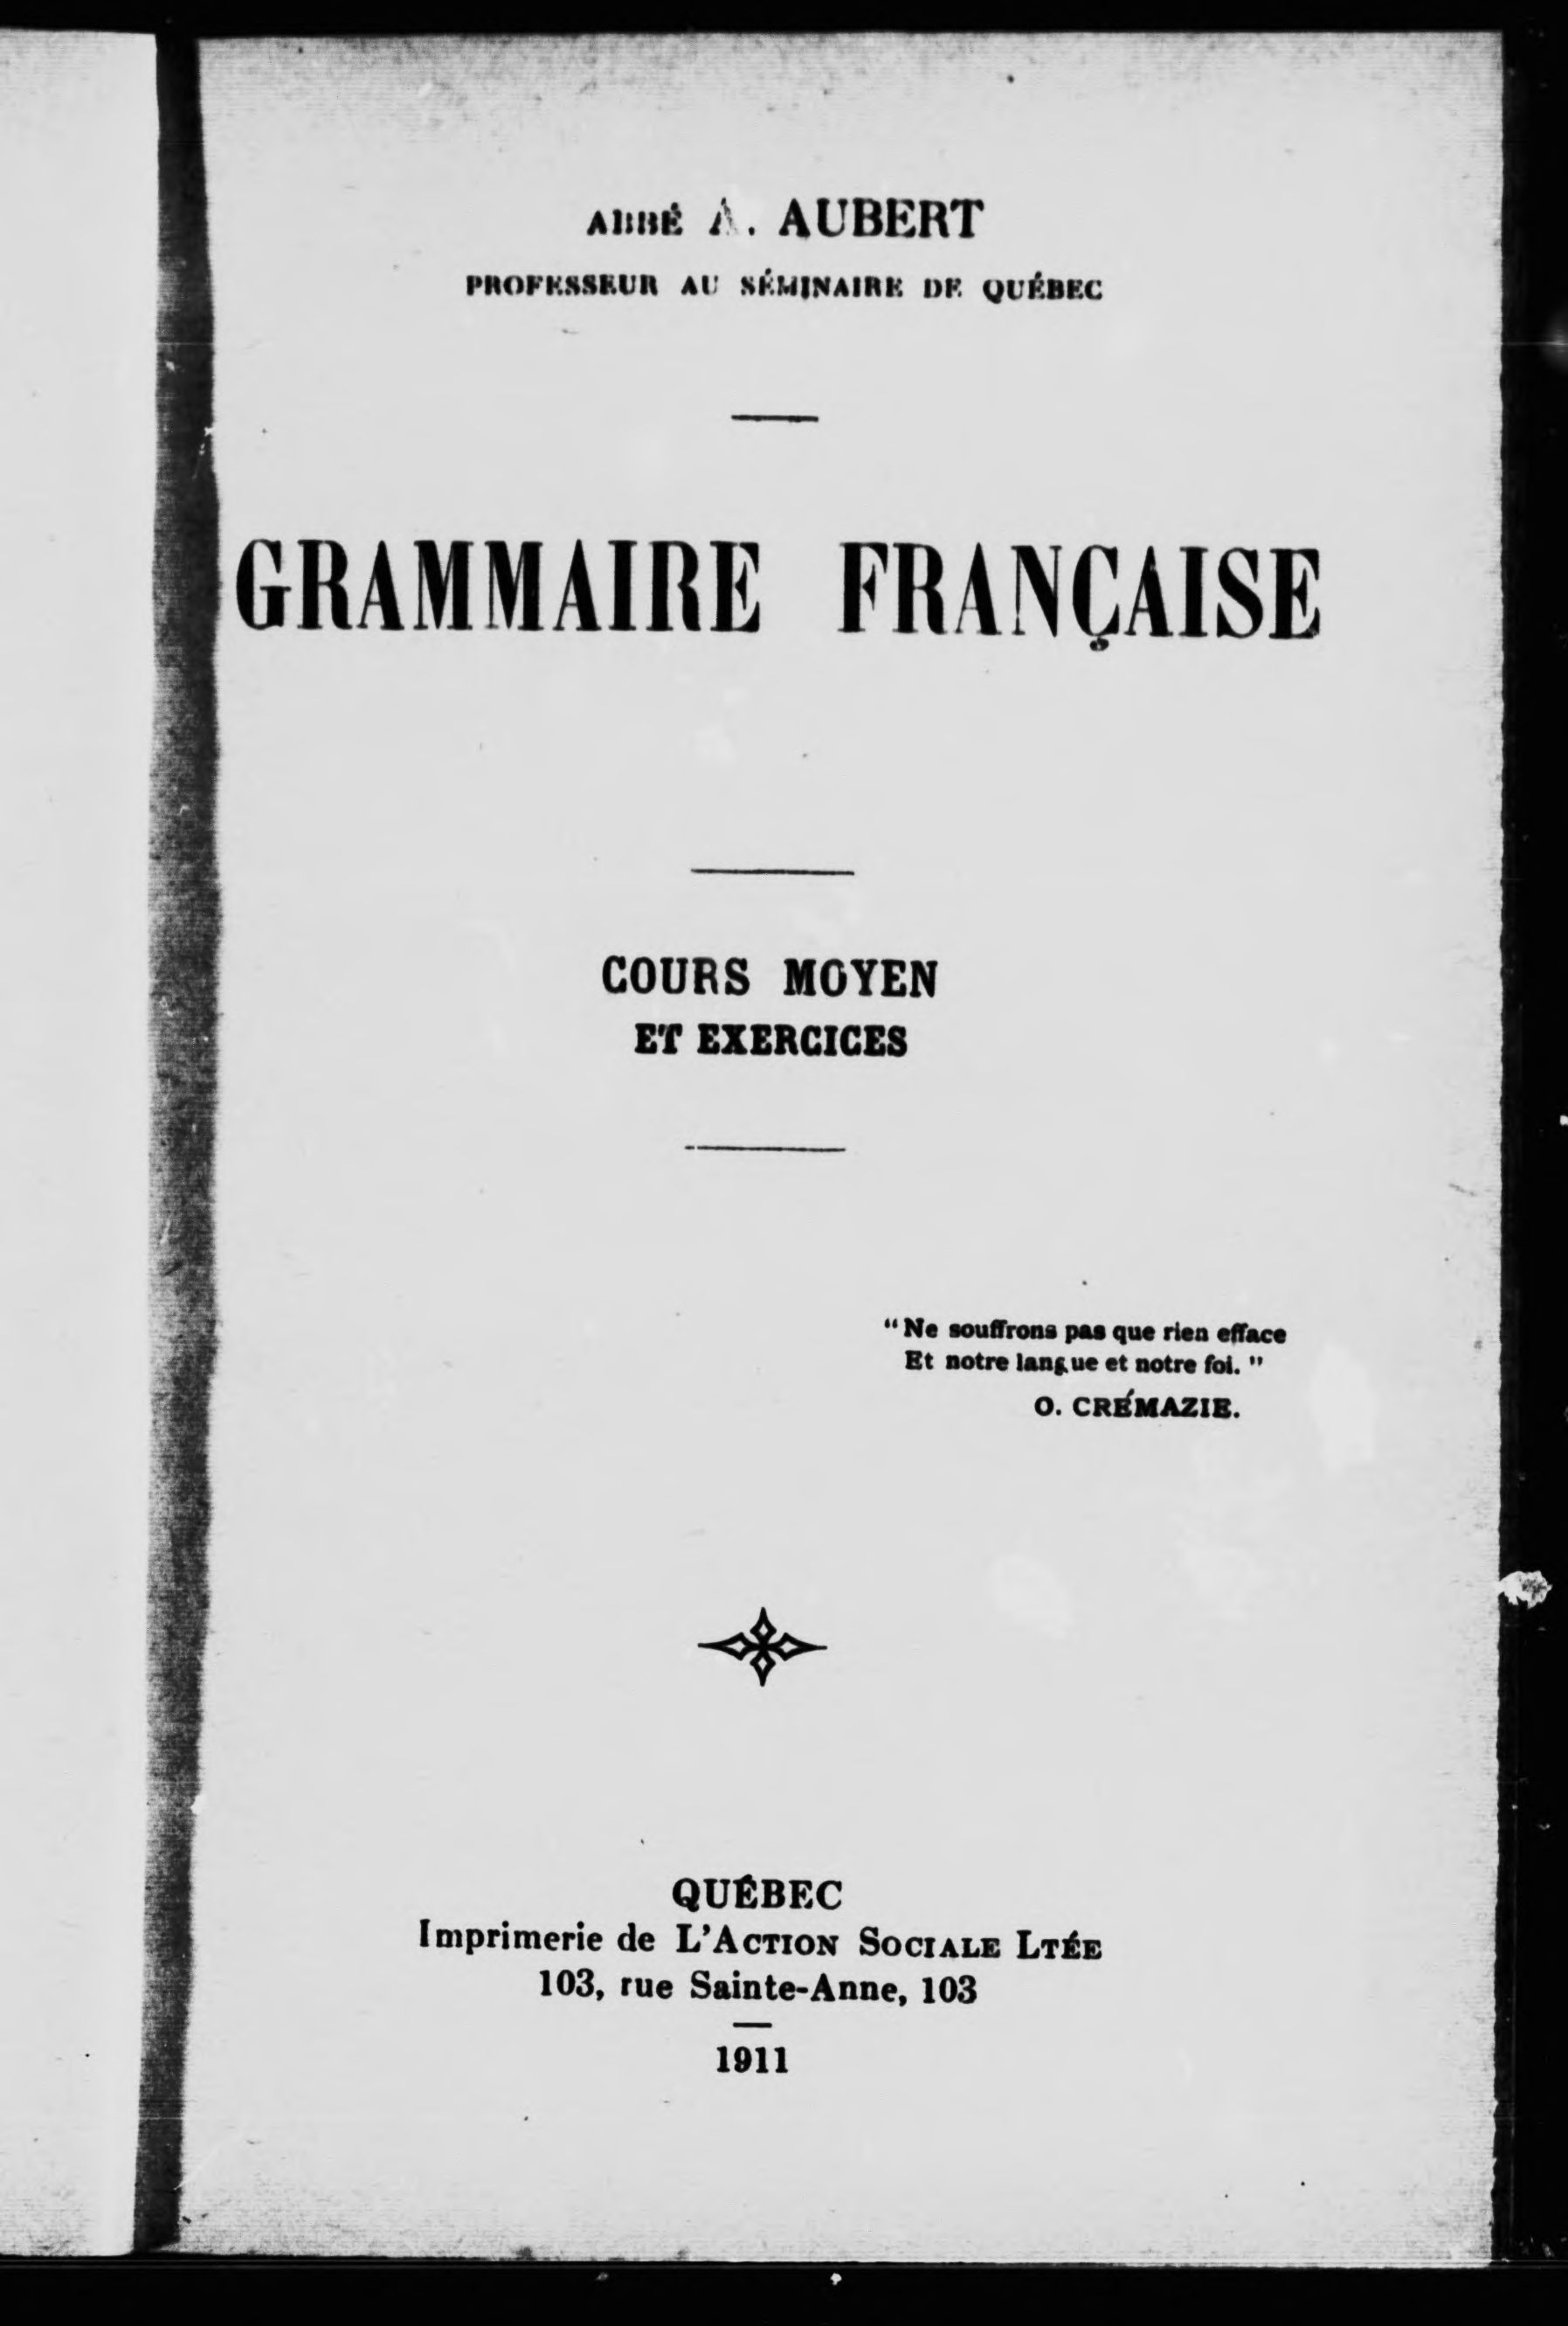 ABBÉ A. AUBERT
PROFESSEUR AU SÉMINAIRE DE QUÉBEC
GRAMMAIRE FRANÇAISE
COURS MOYEN
ET EXERCICES
“Ne souffrons pas que rien efface
Et notre langue et notre foi.”
O. CRÉMAZIE.
QUÉBEC
Imprimerie de L’ACTION SOCIALE LTÉE
103, rue Sainte-Anne, 103
1911